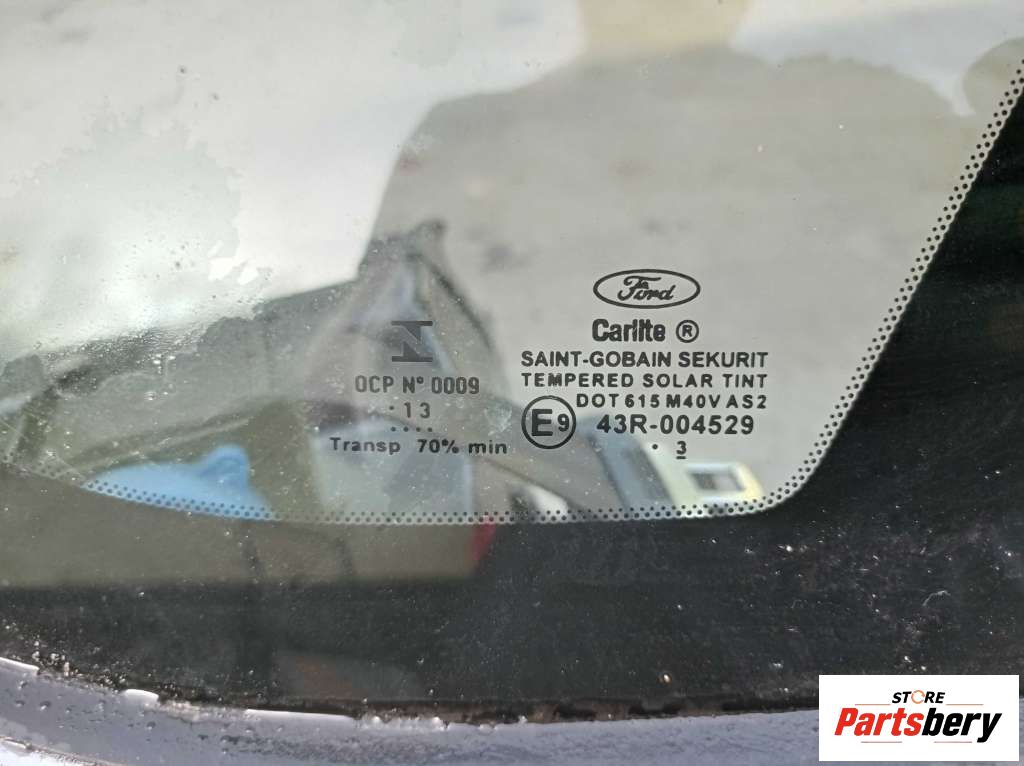 Ford
Carlite ®
SAINT-GOBAIN SEKURIT
TEMPERED SOLAR TINT
DOT 615 M40V AS2
E9 43R-004529
. 3
N
OCP N° 0009
. 13
....
Transp 70% min
STORE
Partsbery